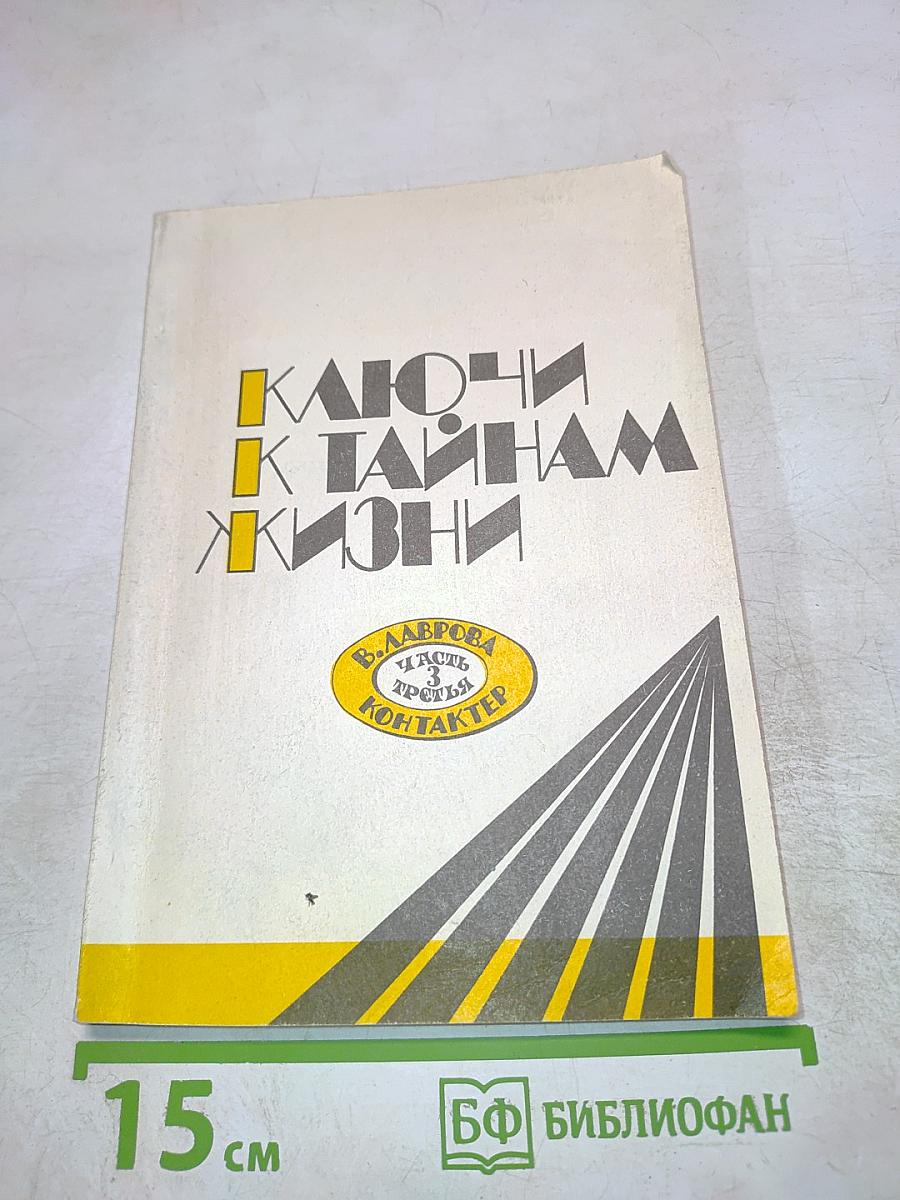 КЛЮЧИ
К ТАЙНАМ
ЖИЗНИ
В. ЛАВРОВА
ЧАСТЬ
3
ТРЕТЬЯ
КОНТАКТЕР
15 см
БФ БИБЛИОФАН